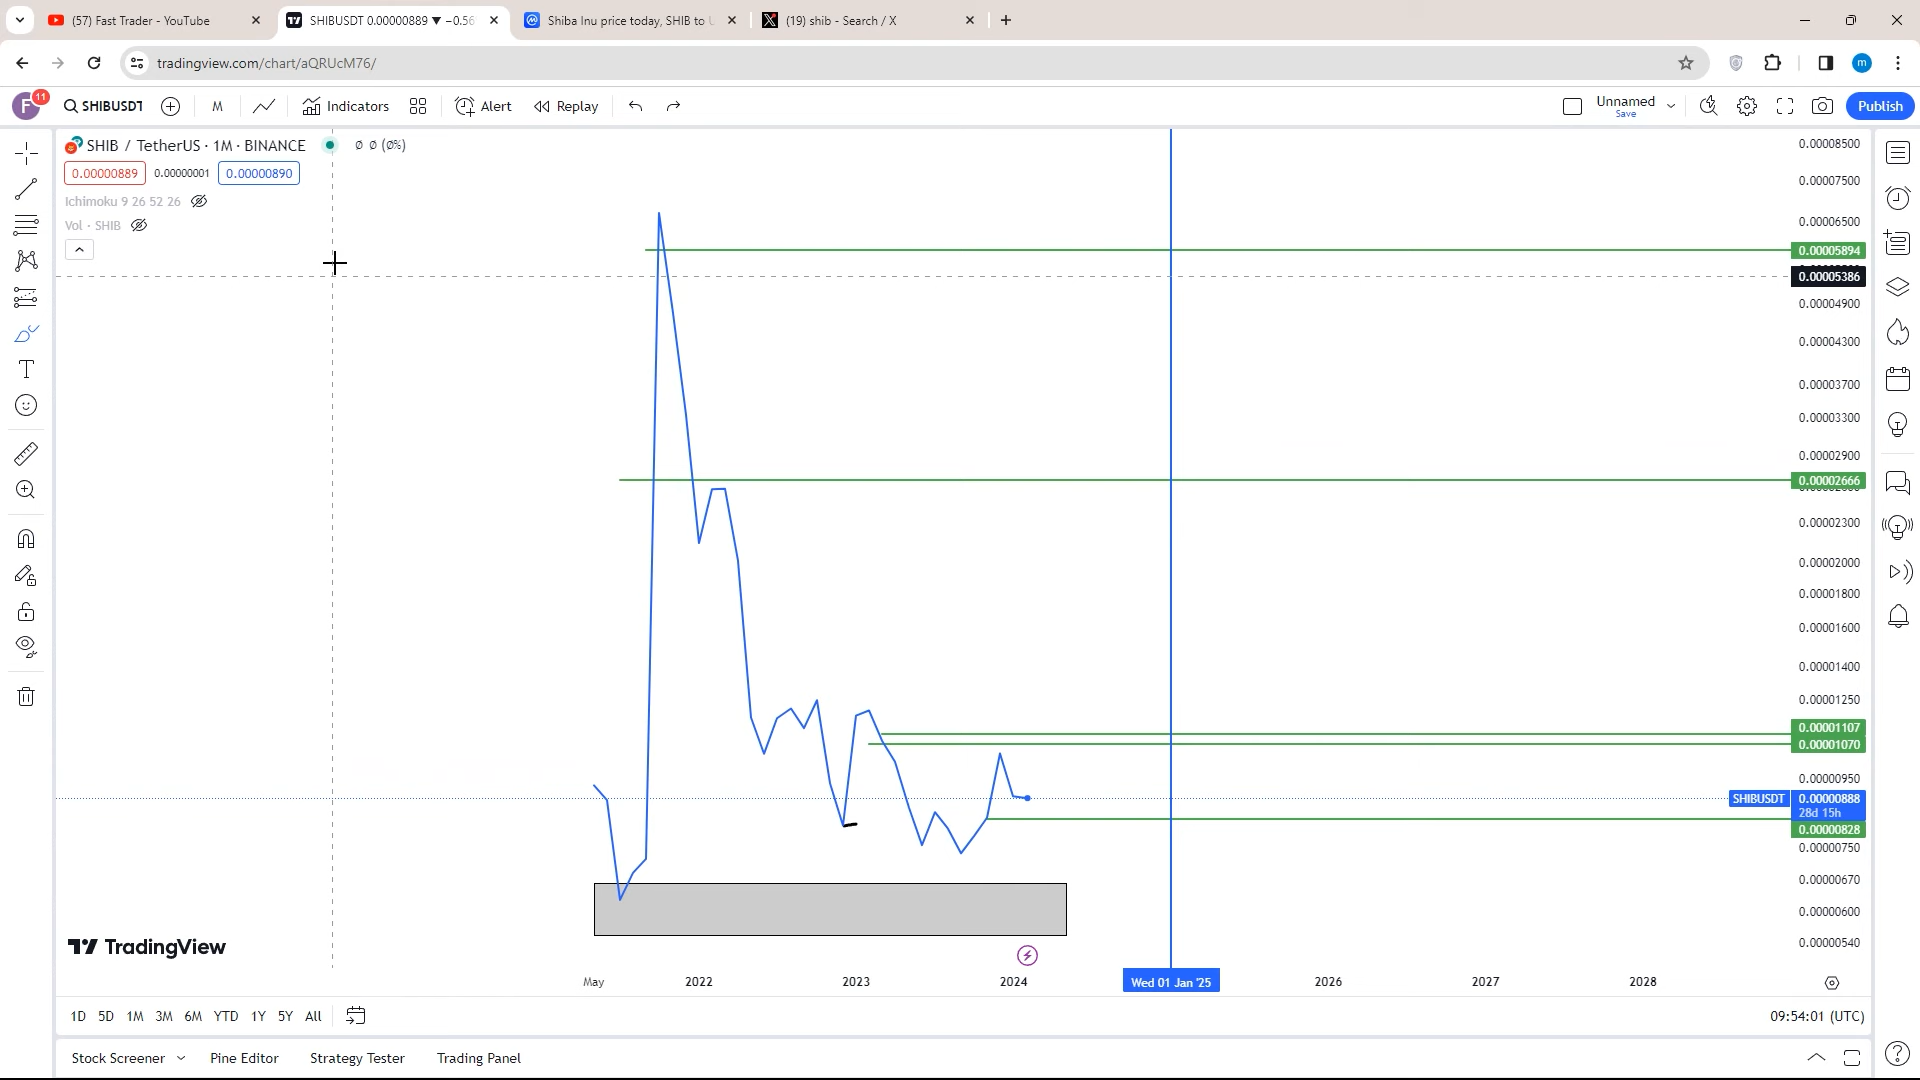 (57) Fast Trader - YouTube
SHIBUSDT 0.00000889 ▼ −0.56
Shiba Inu price today, SHIB to U
(19) shib - Search / X
tradingview.com/chart/aQRUcM76/
m
F
11
SHIBUSDT
M
Indicators
Alert
Replay
Unnamed
Save
Publish
SHIB / TetherUS · 1M · BINANCE
Ø Ø (Ø%)
0.00000889
0.00000001
0.00000890
Ichimoku 9 26 52 26
Vol · SHIB
0.00008500
0.00007500
0.00006500
0.00005894
0.00005386
0.00004900
0.00004300
0.00003700
0.00003300
0.00002900
0.00002666
0.00002300
0.00002000
0.00001800
0.00001600
0.00001400
0.00001250
0.00001107
0.00001070
0.00000950
SHIBUSDT 0.00000888
28d 15h
0.00000828
0.00000750
0.00000670
0.00000600
0.00000540
TradingView
May 2022 2023 2024 Wed 01 Jan '25 2026 2027 2028
1D 5D 1M 3M 6M YTD 1Y 5Y All
09:54:01 (UTC)
Stock Screener Pine Editor Strategy Tester Trading Panel